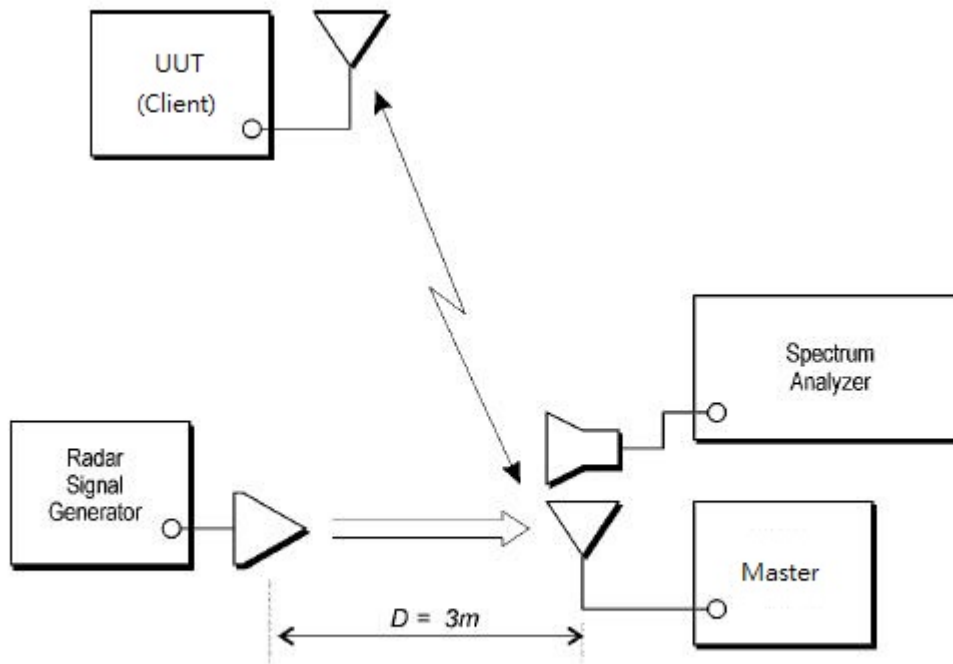 UUT
(Client)
Spectrum
Analyzer
Radar
Signal
Generator
Master
D = 3m